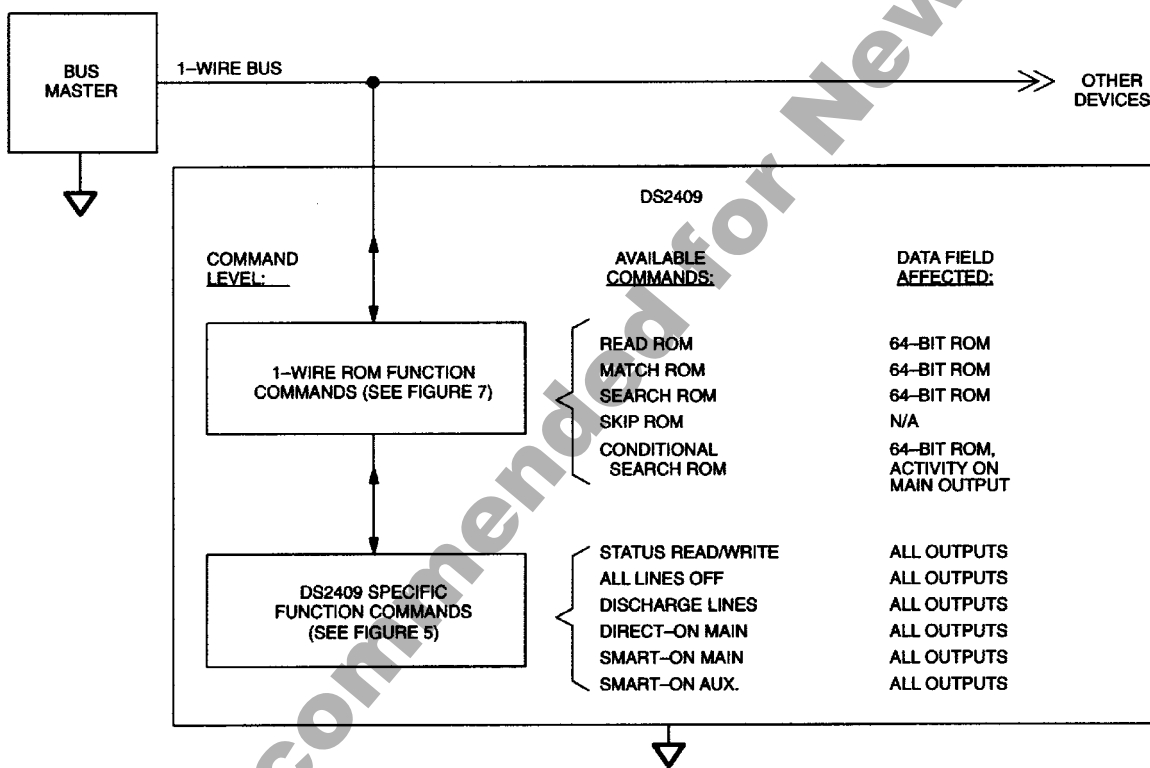 BUS
MASTER
1–WIRE BUS
OTHER
DEVICES
DS2409
COMMAND
LEVEL:
AVAILABLE
COMMANDS:
DATA FIELD
AFFECTED:
1–WIRE ROM FUNCTION
COMMANDS (SEE FIGURE 7)
READ ROM 64–BIT ROM
MATCH ROM 64–BIT ROM
SEARCH ROM 64–BIT ROM
SKIP ROM N/A
CONDITIONAL 64–BIT ROM,
SEARCH ROM ACTIVITY ON
MAIN OUTPUT
DS2409 SPECIFIC
FUNCTION COMMANDS
(SEE FIGURE 5)
STATUS READ/WRITE ALL OUTPUTS
ALL LINES OFF ALL OUTPUTS
DISCHARGE LINES ALL OUTPUTS
DIRECT–ON MAIN ALL OUTPUTS
SMART–ON MAIN ALL OUTPUTS
SMART–ON AUX. ALL OUTPUTS
commended for New